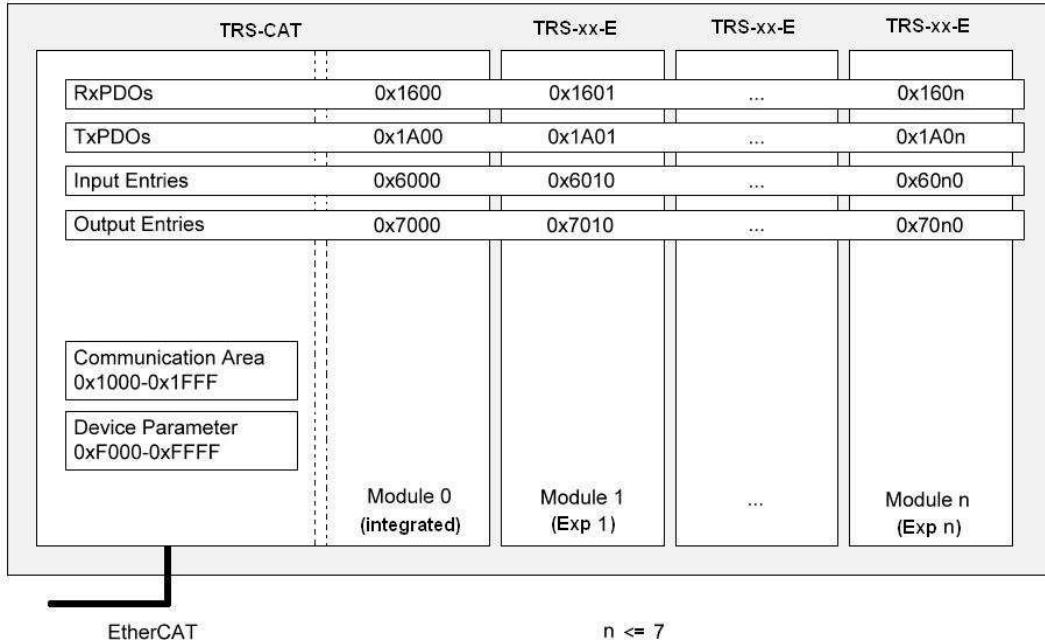 TRS-CAT TRS-xx-E TRS-xx-E TRS-xx-E
RxPDOs 0x1600 0x1601 ... 0x160n
TxPDOs 0x1A00 0x1A01 ... 0x1A0n
Input Entries 0x6000 0x6010 ... 0x60n0
Output Entries 0x7000 0x7010 ... 0x70n0
Communication Area
0x1000-0x1FFF
Device Parameter
0xF000-0xFFFF
Module 0 Module 1 ... Module n
(integrated) (Exp 1) (Exp n)
EtherCAT n <= 7